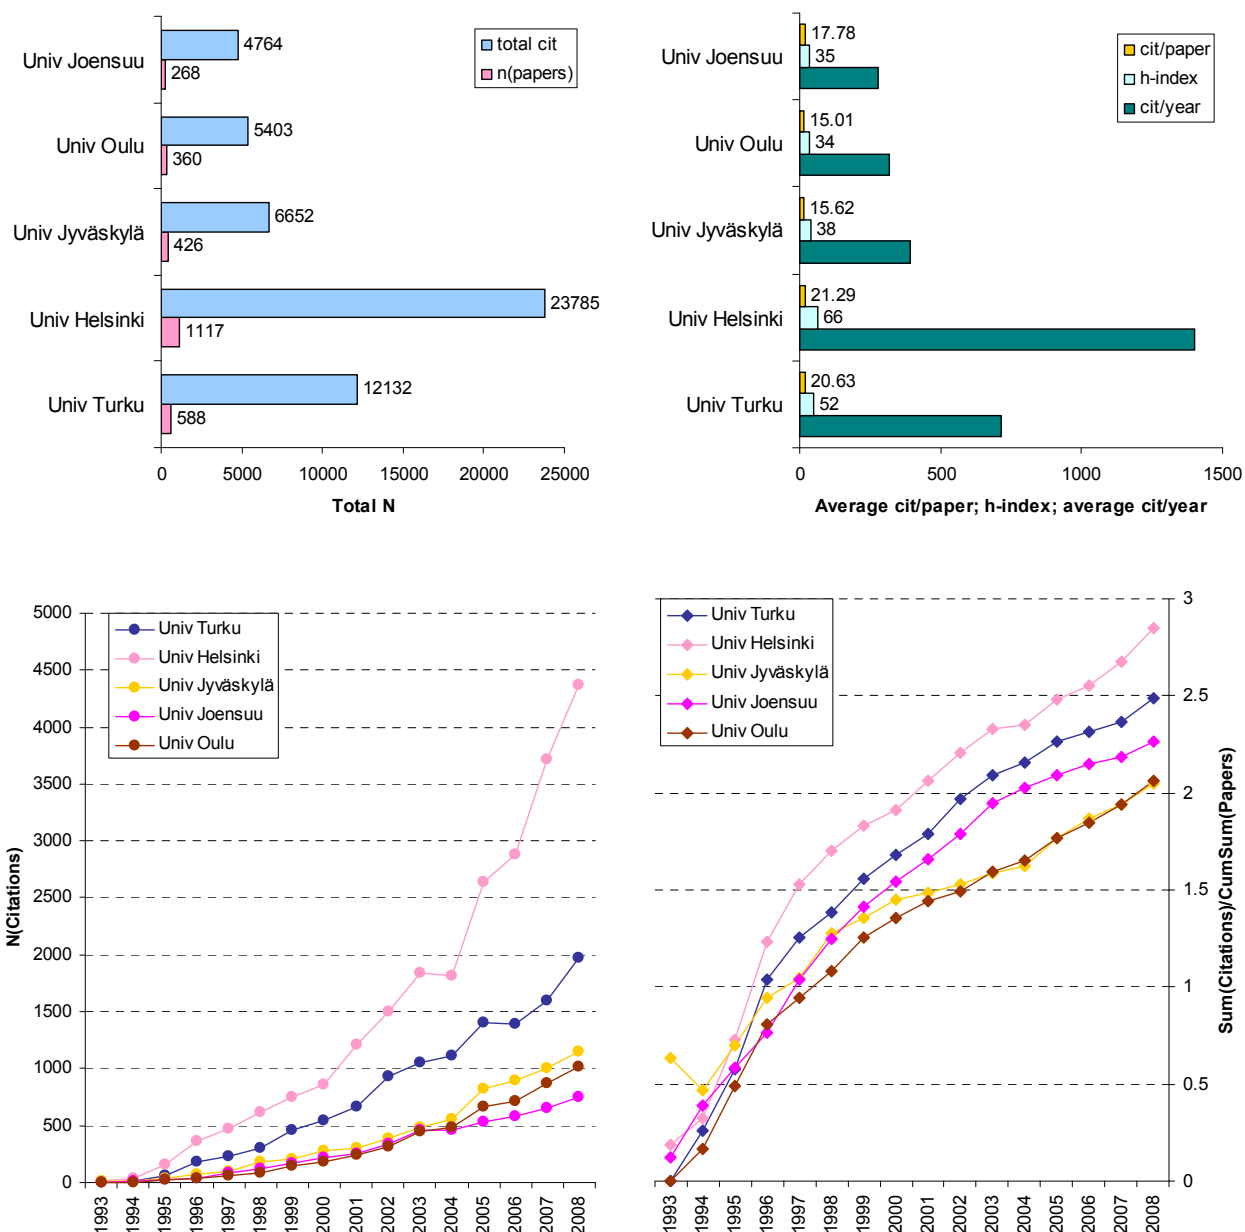 total cit
n(papers)
Univ Joensuu
4764
268
Univ Oulu
5403
360
Univ Jyväskylä
6652
426
Univ Helsinki
23785
1117
Univ Turku
12132
588
0 5000 10000 15000 20000 25000
Total N
cit/paper
h-index
cit/year
Univ Joensuu
17.78
35
Univ Oulu
15.01
34
Univ Jyväskylä
15.62
38
Univ Helsinki
21.29
66
Univ Turku
20.63
52
0 500 1000 1500
Average cit/paper; h-index; average cit/year
Univ Turku
Univ Helsinki
Univ Jyväskylä
Univ Joensuu
Univ Oulu
N(Citations)
5000
4500
4000
3500
3000
2500
2000
1500
1000
500
0
1993 1994 1995 1996 1997 1998 1999 2000 2001 2002 2003 2004 2005 2006 2007 2008
Univ Turku
Univ Helsinki
Univ Jyväskylä
Univ Joensuu
Univ Oulu
3
2.5
2
1.5
1
0.5
0
Sum(Citations)/CumSum(Papers)
1993 1994 1995 1996 1997 1998 1999 2000 2001 2002 2003 2004 2005 2006 2007 2008